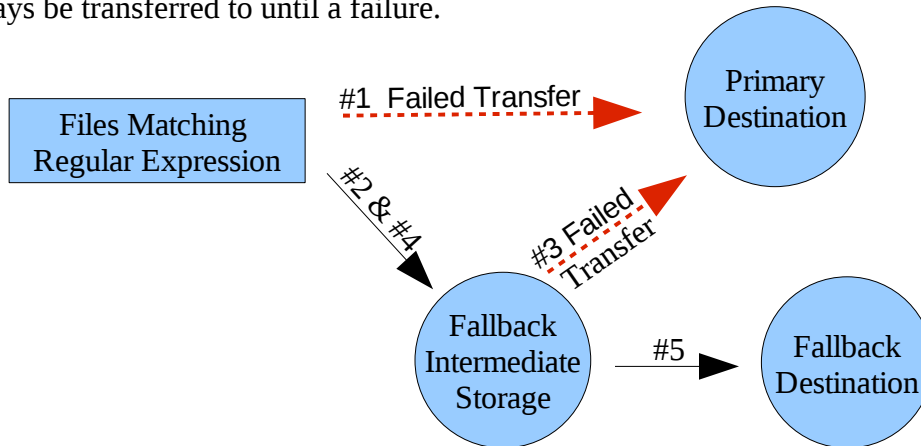 be transferred to until a failure.
#1 Failed Transfer
Primary
Destination
Files Matching
Regular Expression
#2 & #4
#3 Failed
Transfer
Fallback
Intermediate
Storage
#5
Fallback
Destination